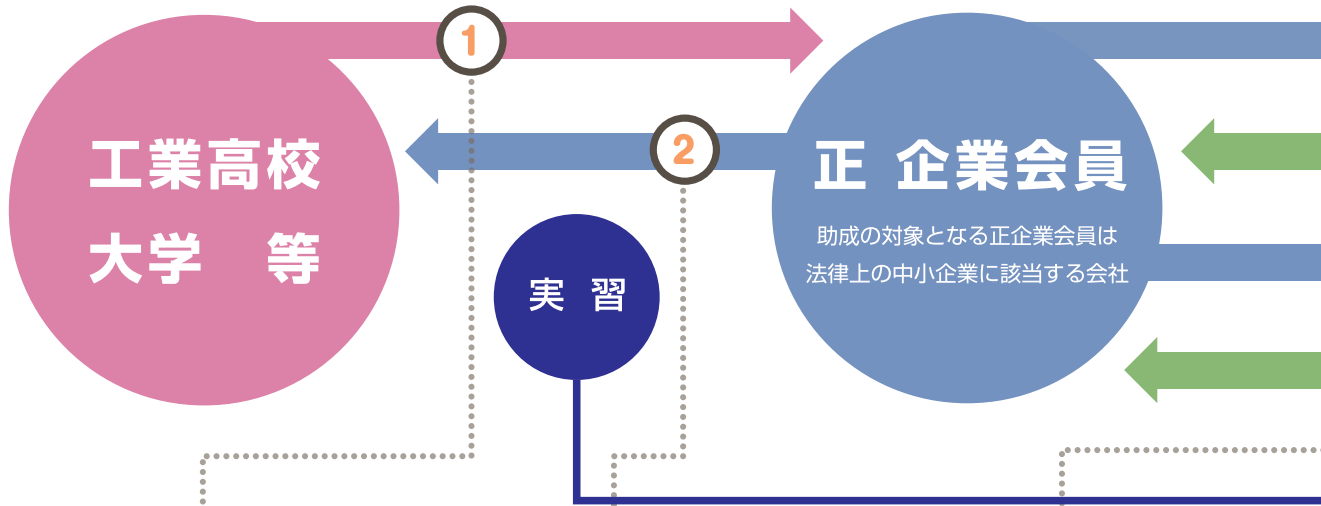 1
2
工業高校
大学　等
正 企業会員
助成の対象となる正企業会員は
法律上の中小企業に該当する会社
実 習